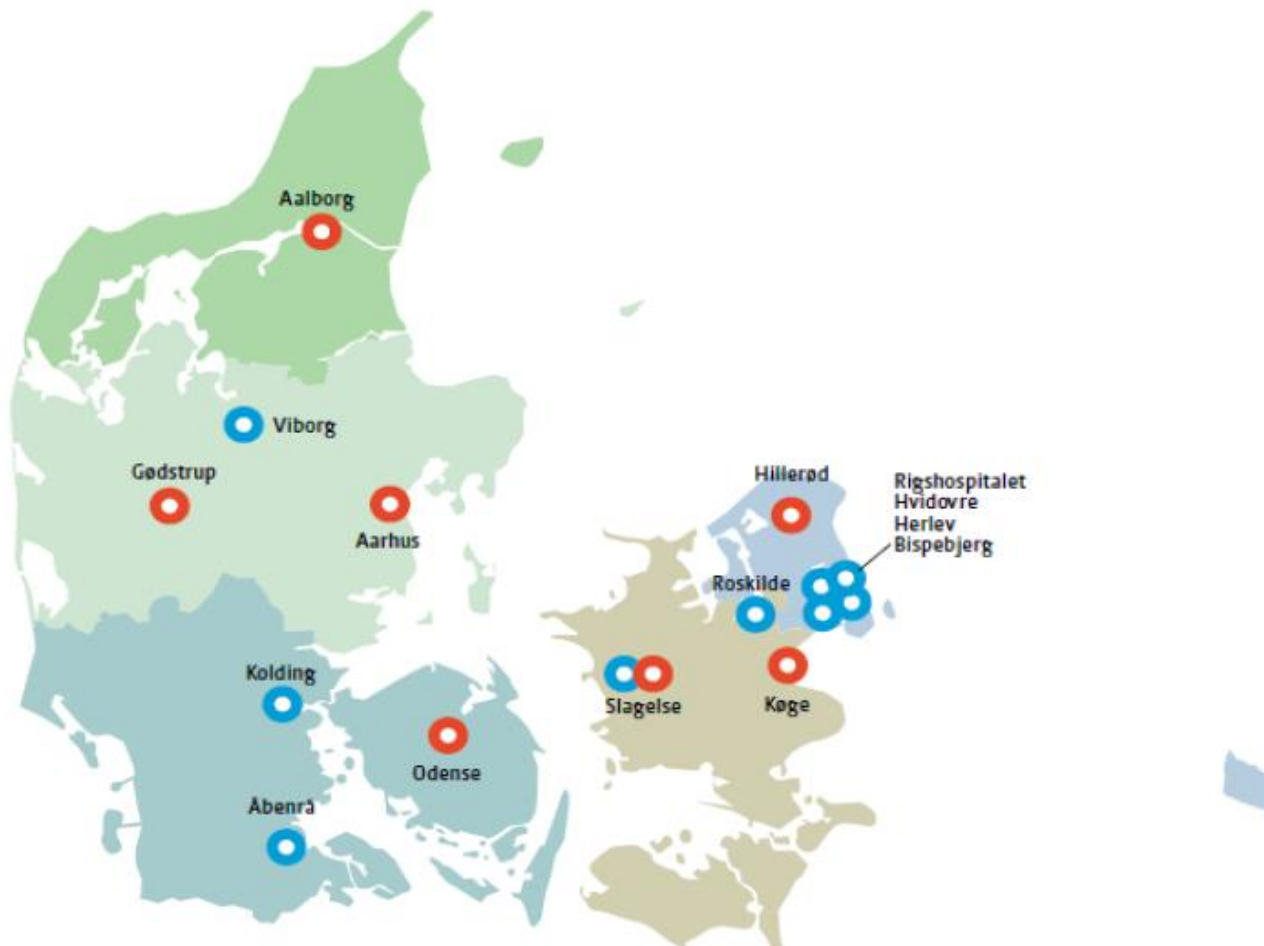 Aalborg
Viborg
Gødstrup
Aarhus
Hillerød
Rigshospitalet
Hvidovre
Herlev
Bispebjerg
Roskilde
Kolding
Slagelse
Køge
Odense
Åbenrå